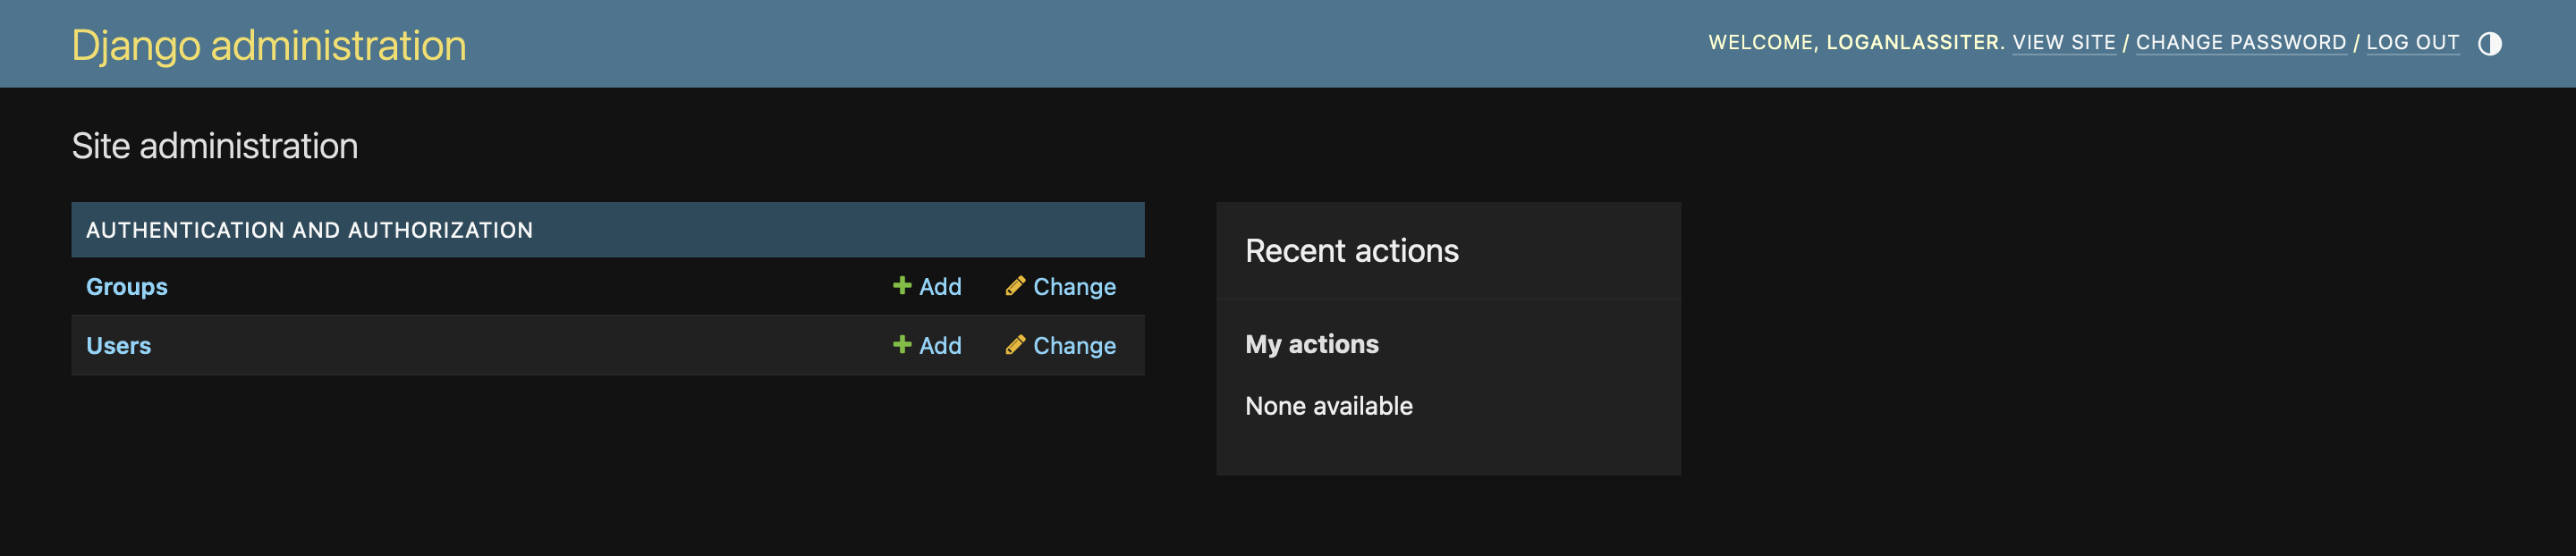 Django administration
WELCOME, LOGANLASSITER. VIEW SITE / CHANGE PASSWORD / LOG OUT
Site administration
AUTHENTICATION AND AUTHORIZATION
Groups Add Change
Users Add Change
Recent actions
My actions
None available